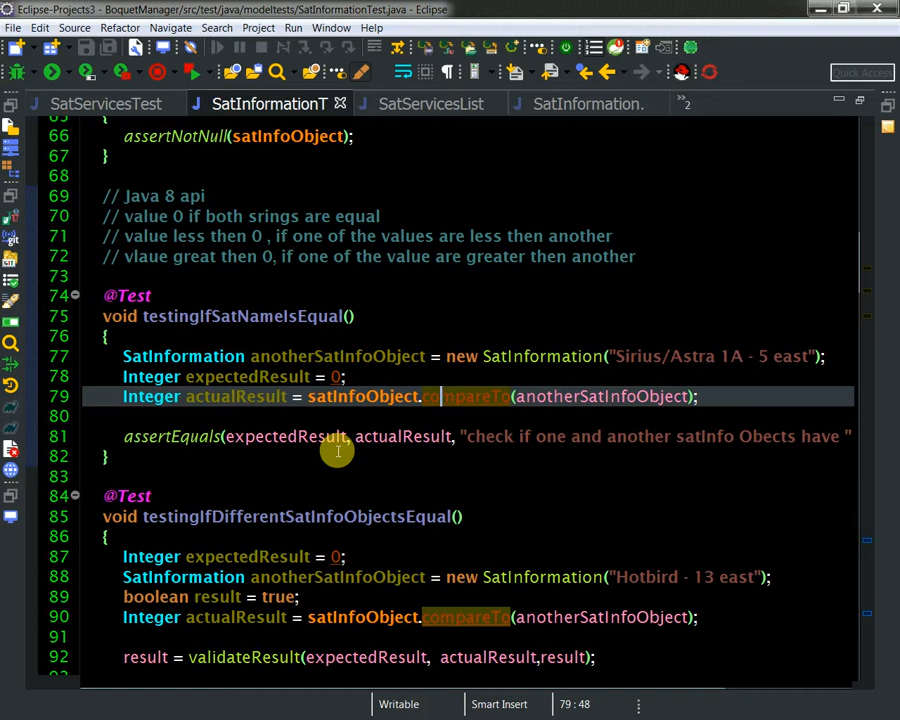 Eclipse-Projects3 - BoquetManager/src/test/java/modeltests/SatInformationTest.java - Eclipse
File Edit Source Refactor Navigate Search Project Run Window Help
Quick Access
SatServicesTest SatInformationT SatServicesList SatInformation. »2
65 {
66 assertNotNull(satInfoObject);
67 }
68
69 // Java 8 api
70 // value 0 if both srings are equal
71 // value less then 0 , if one of the values are less then another
72 // vlaue great then 0, if one of the value are greater then another
73
74 @Test
75 void testingIfSatNameIsEqual()
76 {
77 SatInformation anotherSatInfoObject = new SatInformation("Sirius/Astra 1A - 5 east");
78 Integer expectedResult = 0;
79 Integer actualResult = satInfoObject.compareTo(anotherSatInfoObject);
80
81 assertEquals(expectedResult, actualResult, "check if one and another satInfo Obects have "
82 }
83
84 @Test
85 void testingIfDifferentSatInfoObjectsEqual()
86 {
87 Integer expectedResult = 0;
88 SatInformation anotherSatInfoObject = new SatInformation("Hotbird - 13 east");
89 boolean result = true;
90 Integer actualResult = satInfoObject.compareTo(anotherSatInfoObject);
91
92 result = validateResult(expectedResult, actualResult,result);
Writable Smart Insert 79 : 48